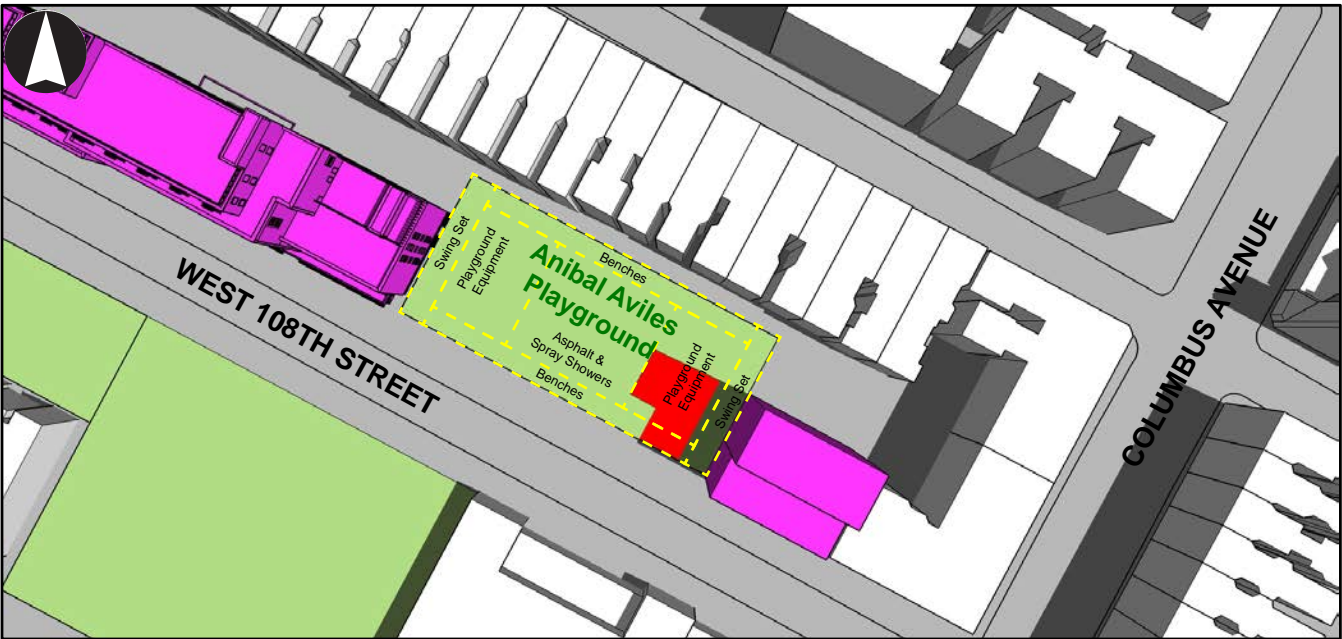 Swing Set
Playground
Equipment
Anibal Aviles
Playground
Benches
Asphalt &
Spray Showers
Benches
Playground
Equipment
Swing Set
WEST 108TH STREET
COLUMBUS AVENUE